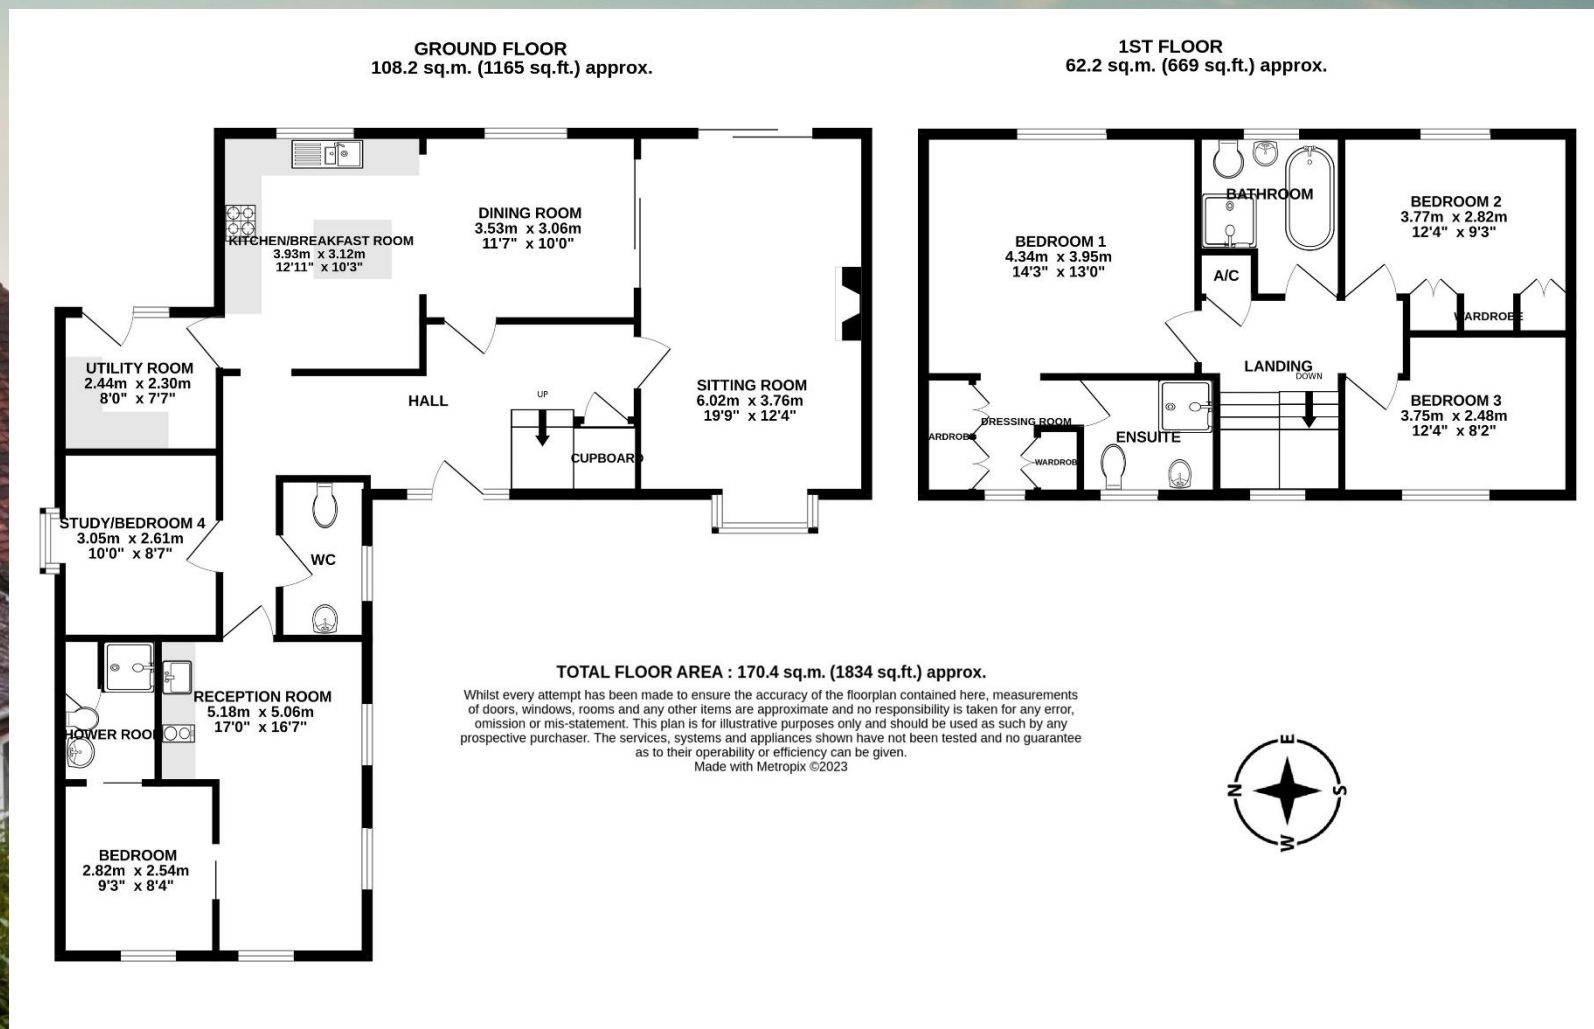 GROUND FLOOR
108.2 sq.m. (1165 sq.ft.) approx.
1ST FLOOR
62.2 sq.m. (669 sq.ft.) approx.
KITCHEN/BREAKFAST ROOM
3.93m x 3.12m
12'11" x 10'3"
DINING ROOM
3.53m x 3.06m
11'7" x 10'0"
UTILITY ROOM
2.44m x 2.30m
8'0" x 7'7"
HALL
UP
CUPBOARD
SITTING ROOM
6.02m x 3.76m
19'9" x 12'4"
STUDY/BEDROOM 4
3.05m x 2.61m
10'0" x 8'7"
WC
RECEPTION ROOM
5.18m x 5.06m
17'0" x 16'7"
HOWER ROOM
BEDROOM
2.82m x 2.54m
9'3" x 8'4"
BEDROOM 1
4.34m x 3.95m
14'3" x 13'0"
BATHROOM
A/C
BEDROOM 2
3.77m x 2.82m
12'4" x 9'3"
WARDROBE
LANDING
DOWN
BEDROOM 3
3.75m x 2.48m
12'4" x 8'2"
DRESSING ROOM
ARDROBE
WARDROBE
ENSUITE
TOTAL FLOOR AREA : 170.4 sq.m. (1834 sq.ft.) approx.
Whilst every attempt has been made to ensure the accuracy of the floorplan contained here, measurements
of doors, windows, rooms and any other items are approximate and no responsibility is taken for any error,
omission or mis-statement. This plan is for illustrative purposes only and should be used as such by any
prospective purchaser. The services, systems and appliances shown have not been tested and no guarantee
as to their operability or efficiency can be given.
Made with Metropix ©2023
E
N
S
W